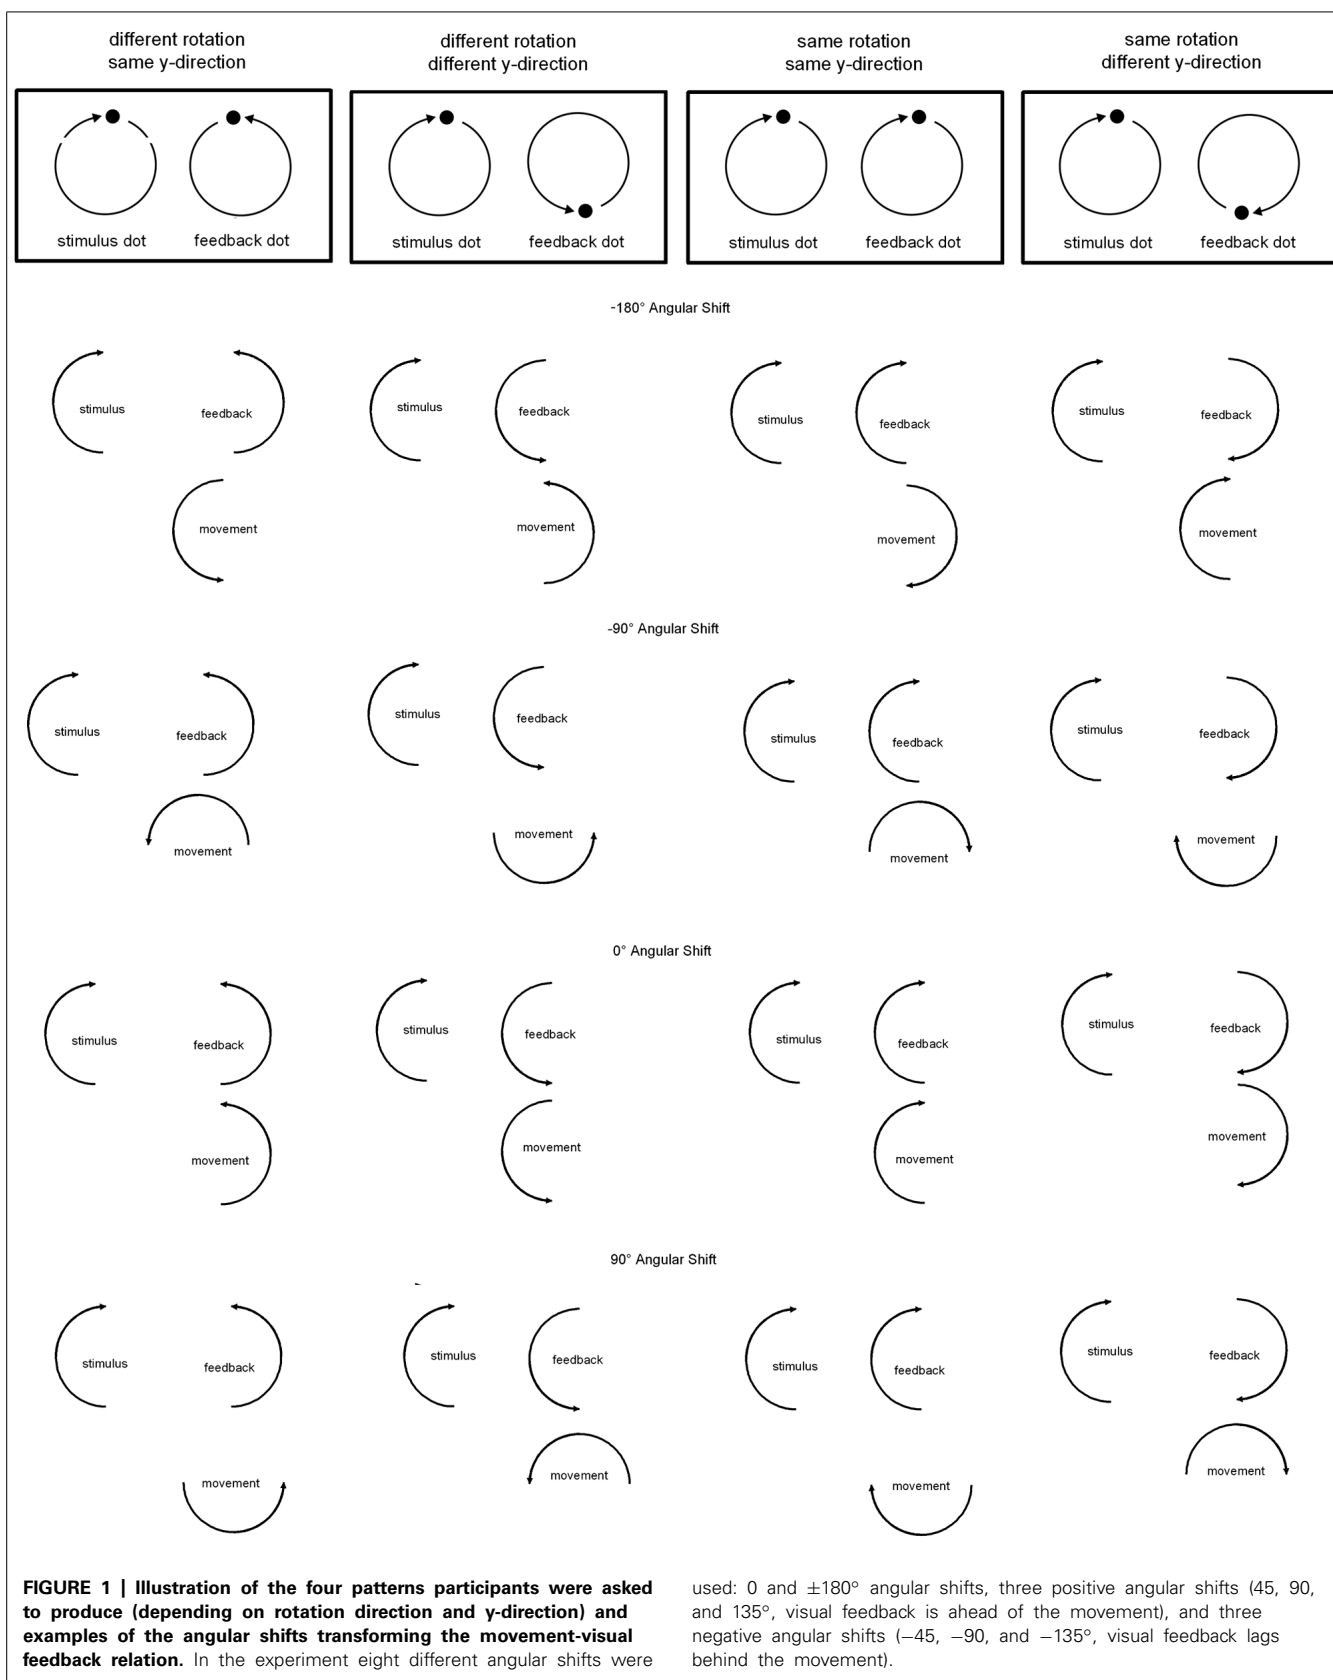 different rotation
same y-direction
different rotation
different y-direction
same rotation
same y-direction
same rotation
different y-direction
stimulus dot feedback dot
stimulus dot feedback dot
stimulus dot feedback dot
stimulus dot feedback dot
-180° Angular Shift
stimulus feedback stimulus feedback stimulus feedback stimulus feedback
movement movement movement movement
-90° Angular Shift
stimulus feedback stimulus feedback stimulus feedback stimulus feedback
movement movement movement movement
0° Angular Shift
stimulus feedback stimulus feedback stimulus feedback stimulus feedback
movement movement movement movement
90° Angular Shift
stimulus feedback stimulus feedback stimulus feedback stimulus feedback
movement movement movement movement
FIGURE 1 | Illustration of the four patterns participants were asked
to produce (depending on rotation direction and y-direction) and
examples of the angular shifts transforming the movement-visual
feedback relation. In the experiment eight different angular shifts were
used: 0 and ±180° angular shifts, three positive angular shifts (45, 90,
and 135°, visual feedback is ahead of the movement), and three
negative angular shifts (−45, −90, and −135°, visual feedback lags
behind the movement).